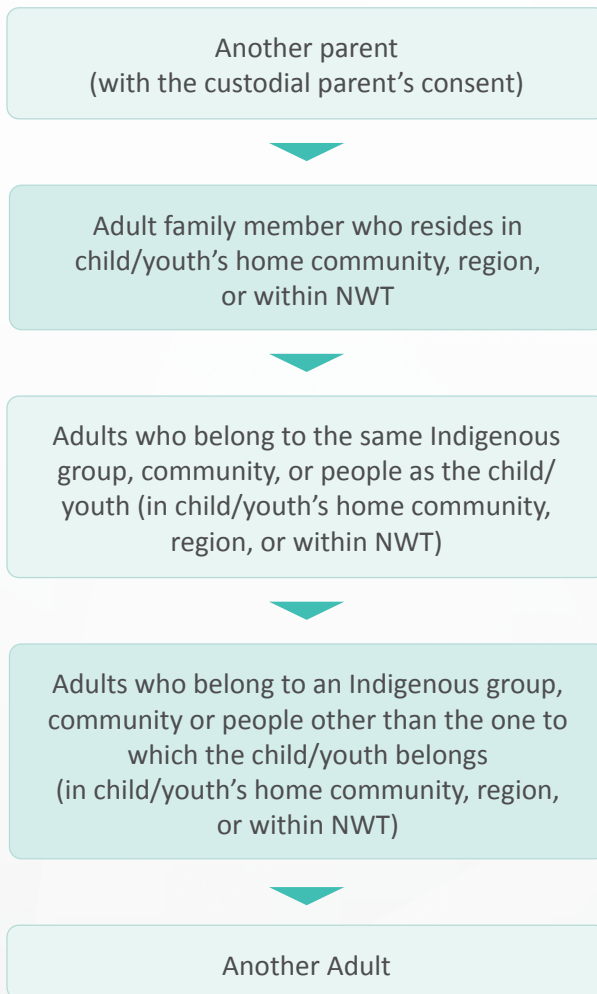 Another parent
(with the custodial parent's consent)
Adult family member who resides in
child/youth's home community, region,
or within NWT
Adults who belong to the same Indigenous
group, community, or people as the child/
youth (in child/youth's home community,
region, or within NWT)
Adults who belong to an Indigenous group,
community or people other than the one to
which the child/youth belongs
(in child/youth's home community, region,
or within NWT)
Another Adult